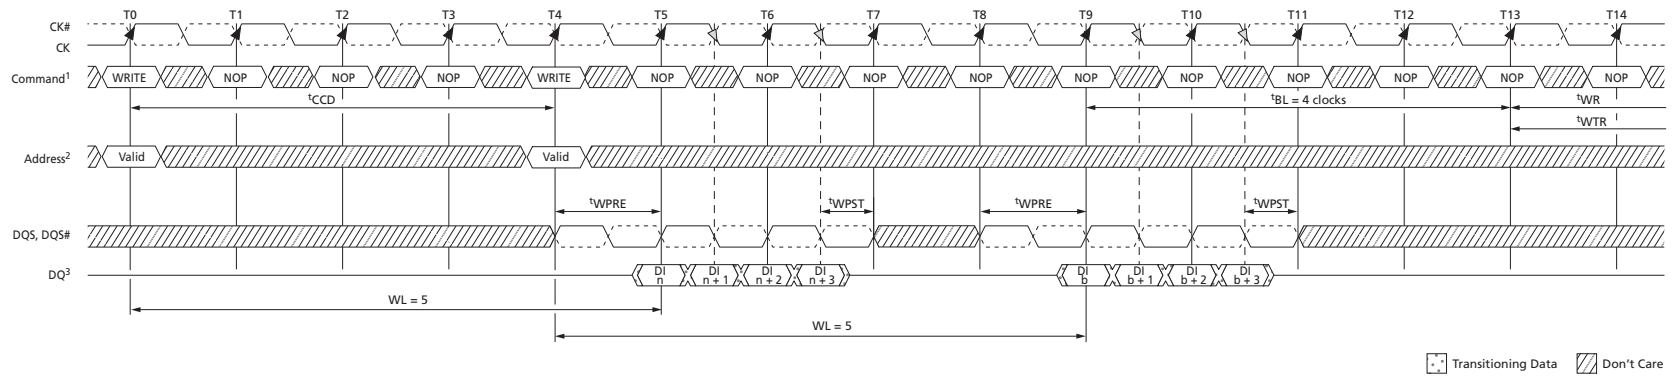 T0 T1 T2 T3 T4 T5 T6 T7 T8 T9 T10 T11 T12 T13 T14
CK#
CK
Command1 WRITE NOP NOP NOP WRITE NOP NOP NOP NOP NOP NOP NOP NOP NOP NOP
tCCD tBL = 4 clocks tWR
tWTR
Address2 Valid Valid
tWPRE tWPST tWPRE tWPST
DQS, DQS#
DQ3 DI n DI n + 1 DI n + 2 DI n + 3 DI b DI b + 1 DI b + 2 DI b + 3
WL = 5
WL = 5
Transitioning Data Don't Care